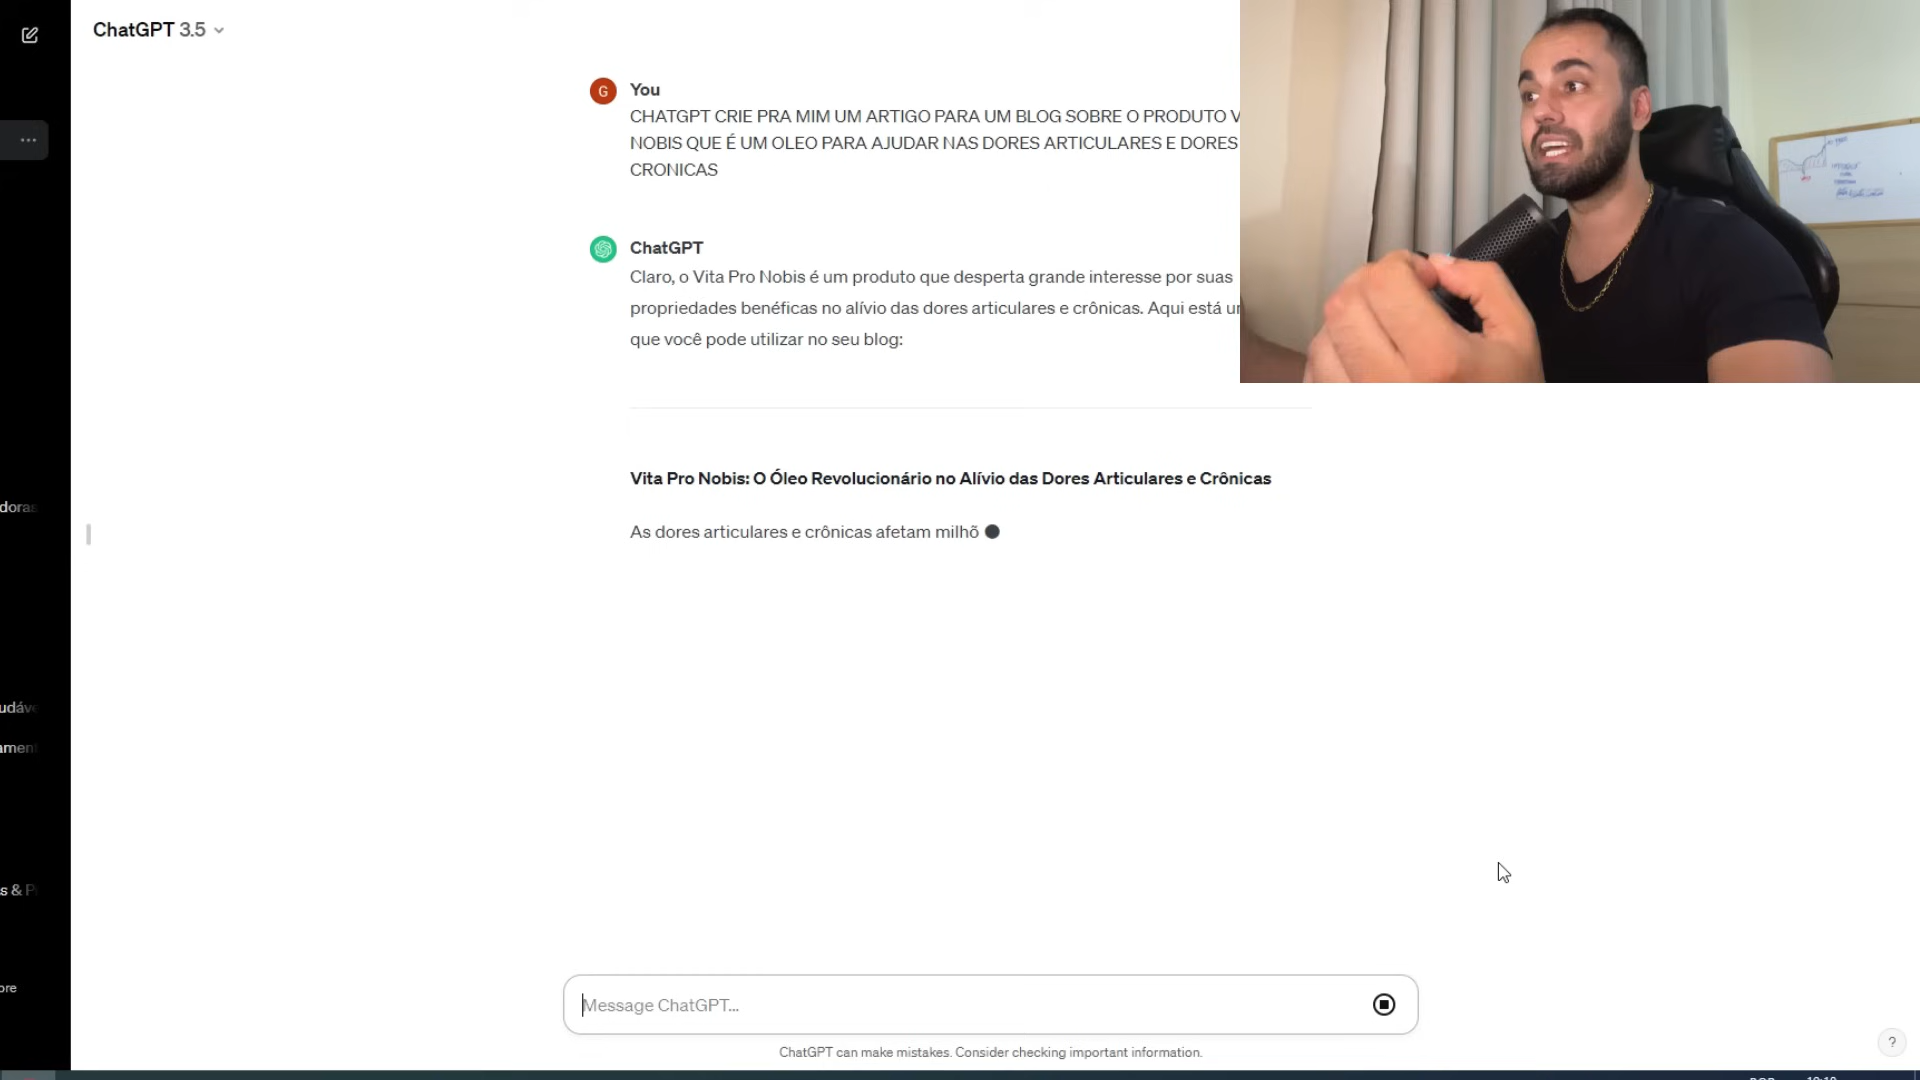 ChatGPT 3.5
You
CHATGPT CRIE PRA MIM UM ARTIGO PARA UM BLOG SOBRE O PRODUTO V
NOBIS QUE É UM OLEO PARA AJUDAR NAS DORES ARTICULARES E DORES
CRONICAS
ChatGPT
Claro, o Vita Pro Nobis é um produto que desperta grande interesse por suas
propriedades benéficas no alívio das dores articulares e crônicas. Aqui está
que você pode utilizar no seu blog:
Vita Pro Nobis: O Óleo Revolucionário no Alívio das Dores Articulares e Crônicas
As dores articulares e crônicas afetam milhõ
doras
udáve
amen
s & P
ore
Message ChatGPT...
ChatGPT can make mistakes. Consider checking important information.
?